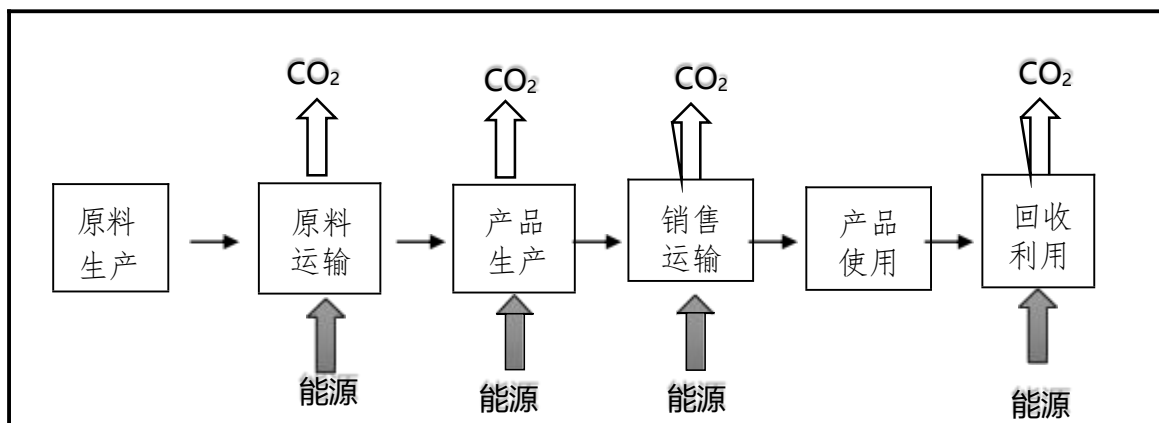 CO₂ CO₂ CO₂ CO₂
原料
生产
原料
运输
产品
生产
销售
运输
产品
使用
回收
利用
能源 能源 能源 能源